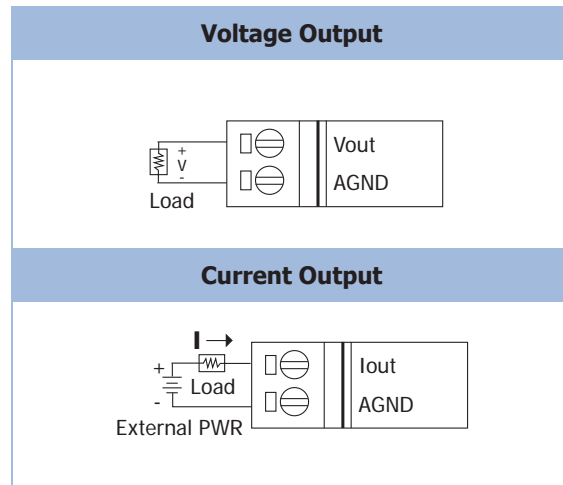 Voltage Output
+
V
-
Load
Vout
AGND
Current Output
I
+
-
Load
External PWR
Iout
AGND